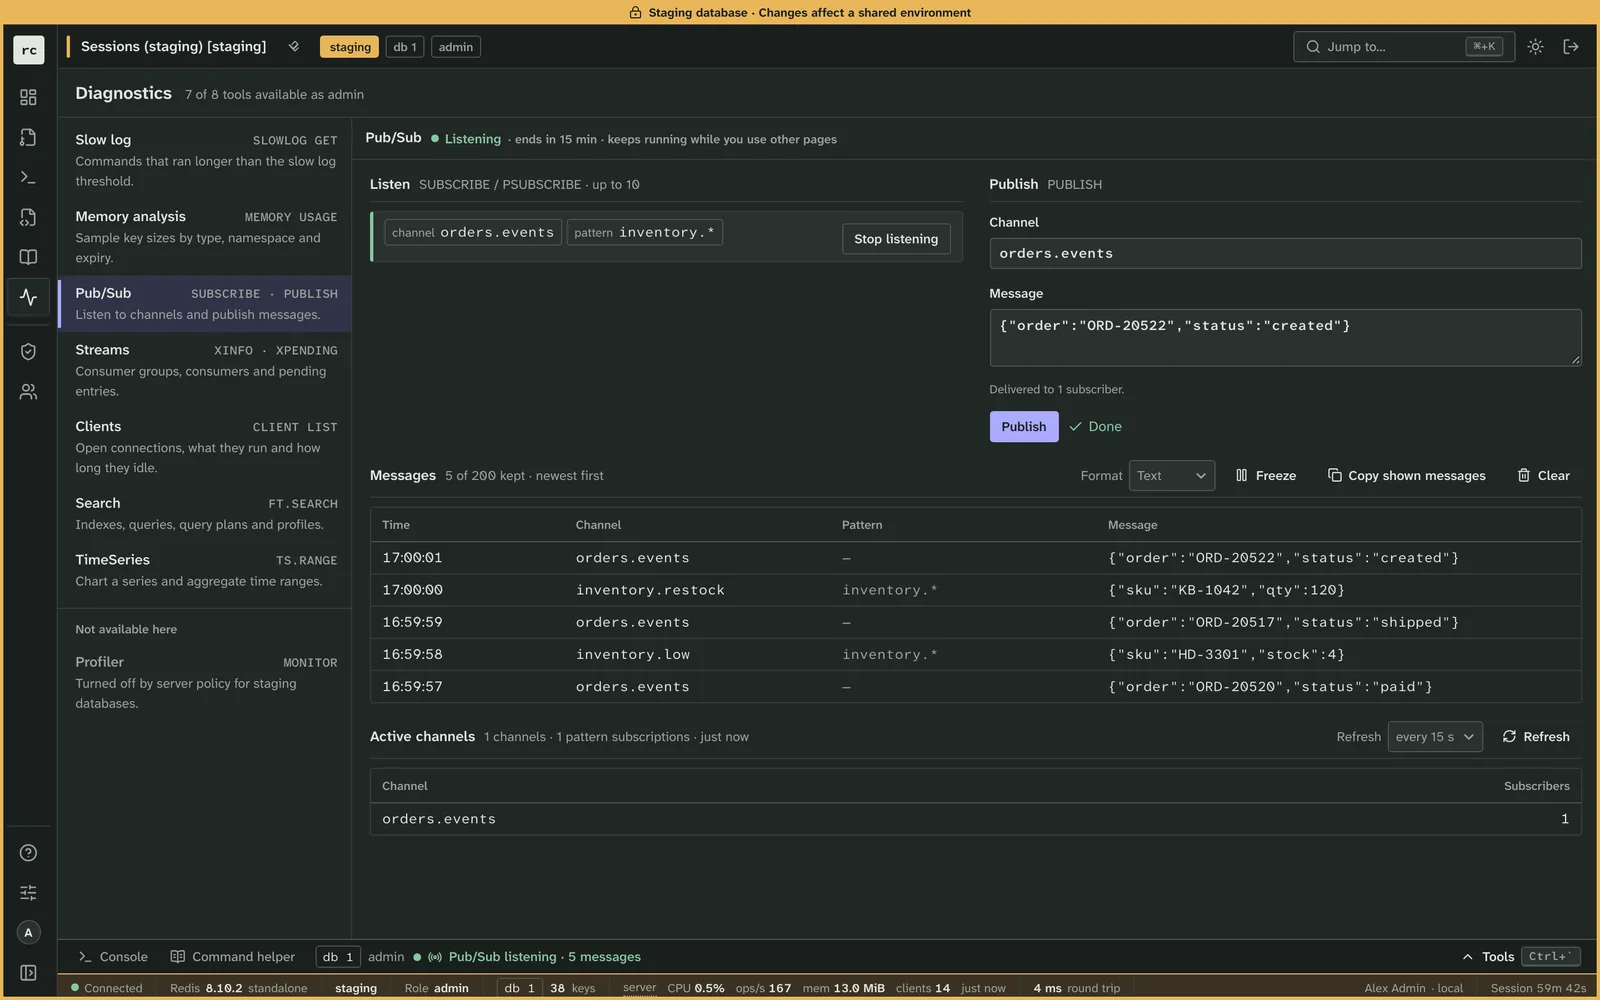 Staging database · Changes affect a shared environment
rc
Sessions (staging) [staging]
staging
db 1
admin
Jump to...
⌘+K
Diagnostics 7 of 8 tools available as admin
Slow log SLOWLOG GET
Commands that ran longer than the slow log
threshold.
Memory analysis MEMORY USAGE
Sample key sizes by type, namespace and
expiry.
Pub/Sub SUBSCRIBE · PUBLISH
Listen to channels and publish messages.
Streams XINFO · XPENDING
Consumer groups, consumers and pending
entries.
Clients CLIENT LIST
Open connections, what they run and how
long they idle.
Search FT.SEARCH
Indexes, queries, query plans and profiles.
TimeSeries TS.RANGE
Chart a series and aggregate time ranges.
Not available here
Profiler MONITOR
Turned off by server policy for staging
databases.
Pub/Sub Listening · ends in 15 min · keeps running while you use other pages
Listen SUBSCRIBE / PSUBSCRIBE · up to 10
channel orders.events
pattern inventory.*
Stop listening
Publish PUBLISH
Channel
orders.events
Message
{"order":"ORD-20522","status":"created"}
Delivered to 1 subscriber.
Publish
Done
Messages 5 of 200 kept · newest first
Format Text
Freeze
Copy shown messages
Clear
Time Channel Pattern Message
17:00:01 orders.events – {"order":"ORD-20522","status":"created"}
17:00:00 inventory.restock inventory.* {"sku":"KB-1042","qty":120}
16:59:59 orders.events – {"order":"ORD-20517","status":"shipped"}
16:59:58 inventory.low inventory.* {"sku":"HD-3301","stock":4}
16:59:57 orders.events – {"order":"ORD-20520","status":"paid"}
Active channels 1 channels · 1 pattern subscriptions · just now
Refresh every 15 s
Refresh
Channel Subscribers
orders.events 1
A
Console
Command helper
db 1 admin
Pub/Sub listening · 5 messages
Tools Ctrl+`
Connected Redis 8.10.2 standalone staging Role admin db 1 38 keys server CPU 0.5% ops/s 167 mem 13.0 MiB clients 14 just now 4 ms round trip Alex Admin · local Session 59m 42s